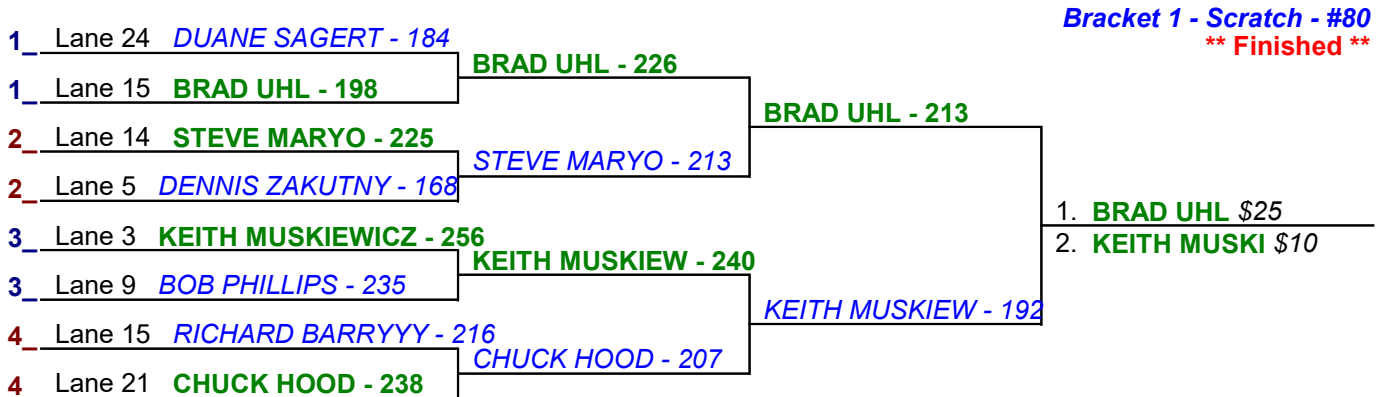 Bracket 1 - Scratch - #80
** Finished **
1_ Lane 24 DUANE SAGERT - 184
BRAD UHL - 226
1_ Lane 15 BRAD UHL - 198
BRAD UHL - 213
2_ Lane 14 STEVE MARYO - 225
STEVE MARYO - 213
2_ Lane 5 DENNIS ZAKUTNY - 168
1. BRAD UHL $25
3_ Lane 3 KEITH MUSKIEWICZ - 256
2. KEITH MUSKI $10
KEITH MUSKIEW - 240
3_ Lane 9 BOB PHILLIPS - 235
KEITH MUSKIEW - 192
4_ Lane 15 RICHARD BARRYYY - 216
CHUCK HOOD - 207
4 Lane 21 CHUCK HOOD - 238